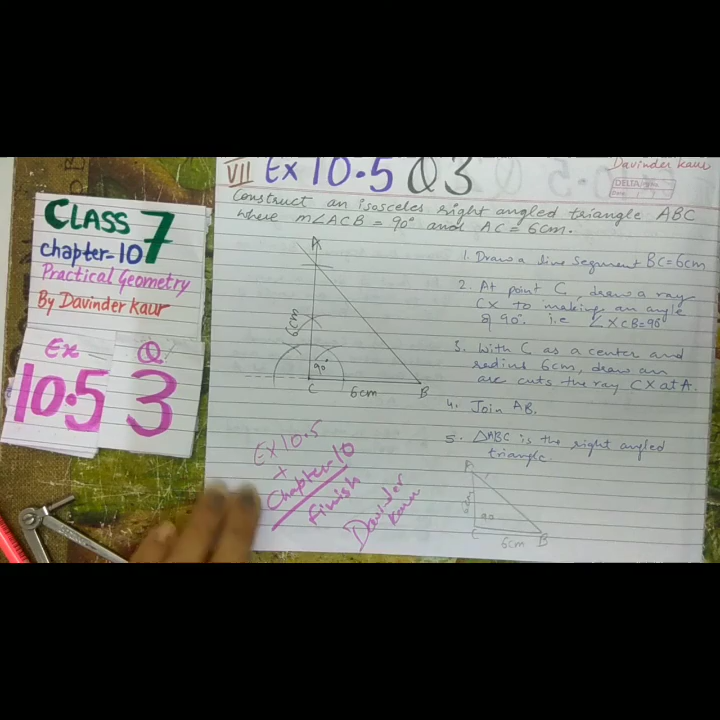 VII Ex 10.5 Q3
Davinder Kaur
DELTA
Construct an isosceles right angled triangle ABC
where m∠ACB = 90° and AC = 6cm.
CLASS 7
chapter-10
Practical Geometry
By Davinder Kaur
Ex Q.
10.5 3
A
6cm
90°
C 6cm B
1. Draw a line segment BC=6cm
2. At point C, draw a ray
CX to making an angle
of 90°. i.e ∠XCB=90°
3. With C as a center and
radius 6cm, draw an
arc cuts the ray CX at A.
4. Join AB.
5. △ABC is the right angled
triangle.
A
6cm
90
C 6cm B
Ex 10.5
+
Chapter-10
Finish
Davinder
Kaur